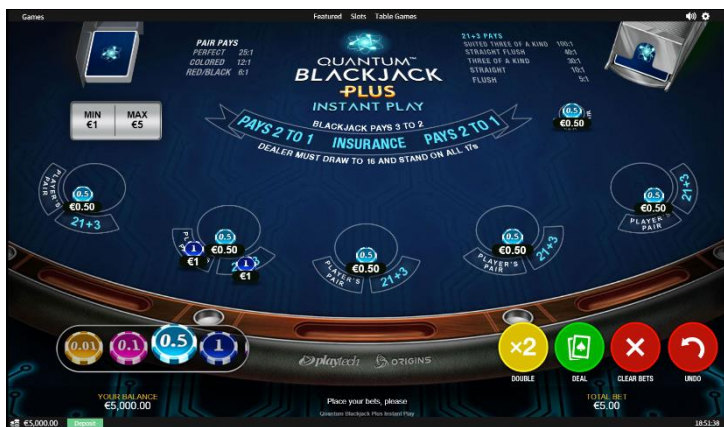 Games
Featured Slots Table Games
PAIR PAYS
PERFECT 25:1
COLORED 12:1
RED/BLACK 6:1
QUANTUM™
BLACKJACK
PLUS
INSTANT PLAY
21+3 PAYS
SUITED THREE OF A KIND 100:1
STRAIGHT FLUSH 40:1
THREE OF A KIND 30:1
STRAIGHT 10:1
FLUSH 5:1
MIN
€1
MAX
€5
BLACKJACK PAYS 3 TO 2
PAYS 2 TO 1 INSURANCE PAYS 2 TO 1
DEALER MUST DRAW TO 16 AND STAND ON ALL 17s
0.5
€0.50
PLAYER'S
PAIR
0.5
€0.50
21+3
0.5
€0.50
1
€1
1
€1
0.5
€0.50
PLAYER'S
PAIR
21+3
0.5
€0.50
PLAYER'S
PAIR
21+3
0.5
€0.50
PLAYER'S
PAIR
21+3
0.01 0.1 0.5 1
playtech ORIGINS
×2
DOUBLE
DEAL
CLEAR BETS
UNDO
YOUR BALANCE
€5,000.00
Place your bets, please
Quantum Blackjack Plus Instant Play
TOTAL BET
€5.00
€5,000.00 Deposit
18:51:38